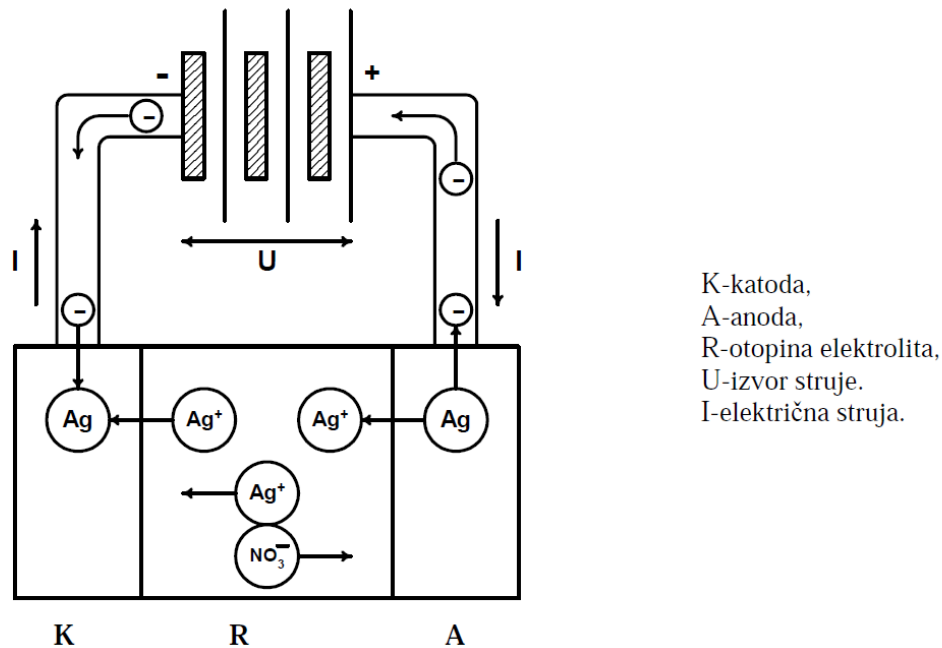 - +
− −
I U I
− −
K-katoda,
A-anoda,
R-otopina elektrolita,
U-izvor struje.
I-električna struja.
Ag Ag⁺ Ag⁺ Ag
Ag⁺
NO₃⁻
K R A